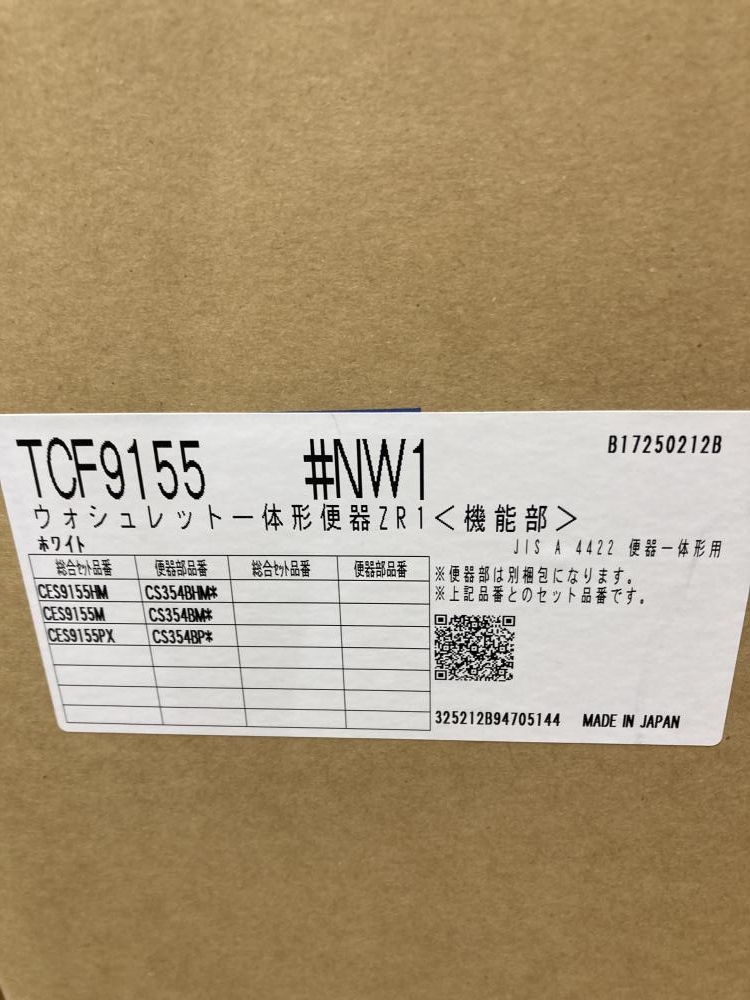 TCF9155 #NW1 B17250212B
ウォシュレット一体形便器ZR1<機能部>
ホワイト JIS A 4422 便器一体形用
総合セット品番 便器部品番 総合セット品番 便器部品番
CES9155HM CS354BHM*
CES9155M CS354BM*
CES9155PX CS354BP*
※便器部は別梱包になります。
※上記品番とのセット品番です。
325212B94705144 MADE IN JAPAN